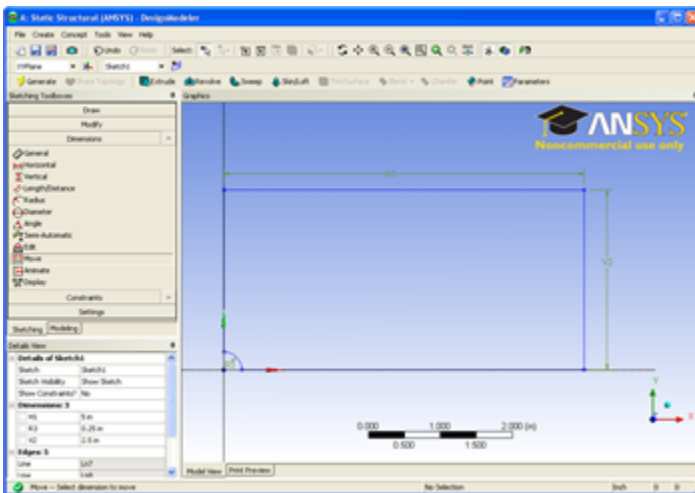 A: Static Structural (ANSYS) - DesignModeler
File Create Concept Tools View Help
Undo Redo Select:
XYPlane Sketch1
Generate Share Topology Extrude Revolve Sweep Skin/Loft Thin/Surface Blend Chamfer Point Parameters
Sketching Toolboxes
Draw
Modify
Dimensions
General
Horizontal
Vertical
Length/Distance
Radius
Diameter
Angle
Semi-Automatic
Edit
Move
Animate
Display
Constraints
Settings
Sketching Modeling
Details View
Details of Sketch1
Sketch Sketch1
Sketch Visibility Show Sketch
Show Constraints? No
Dimensions: 3
H1 5 m
R3 0.25 m
V2 2.5 m
Edges: 5
Line Ln7
Line Ln8
Graphics
ANSYS
Noncommercial use only
H1
V2
R3
0.000 1.000 2.000 (m)
0.500 1.500
Y
X
Model View Print Preview
Move -- Select dimension to move No Selection Inch 0 0